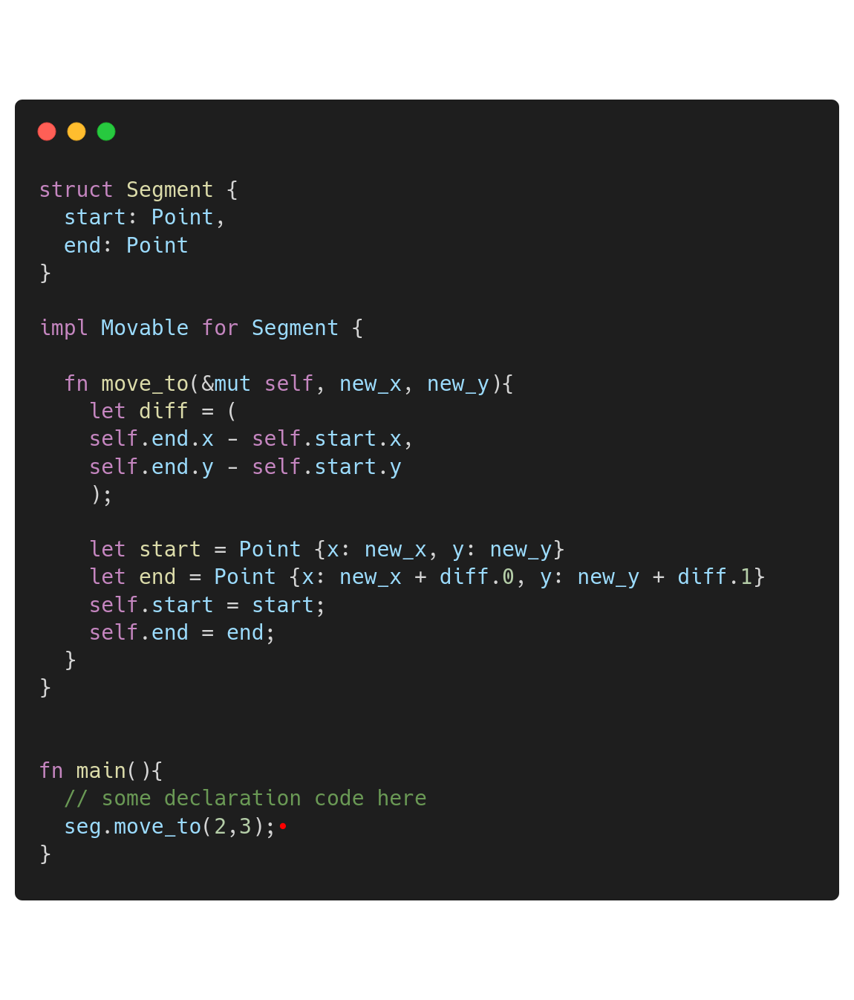 struct Segment {
  start: Point,
  end: Point
}
impl Movable for Segment {
  fn move_to(&mut self, new_x, new_y){
    let diff = (
    self.end.x - self.start.x,
    self.end.y - self.start.y
    );
    let start = Point {x: new_x, y: new_y}
    let end = Point {x: new_x + diff.0, y: new_y + diff.1}
    self.start = start;
    self.end = end;
  }
}
fn main(){
  // some declaration code here
  seg.move_to(2,3);•
}